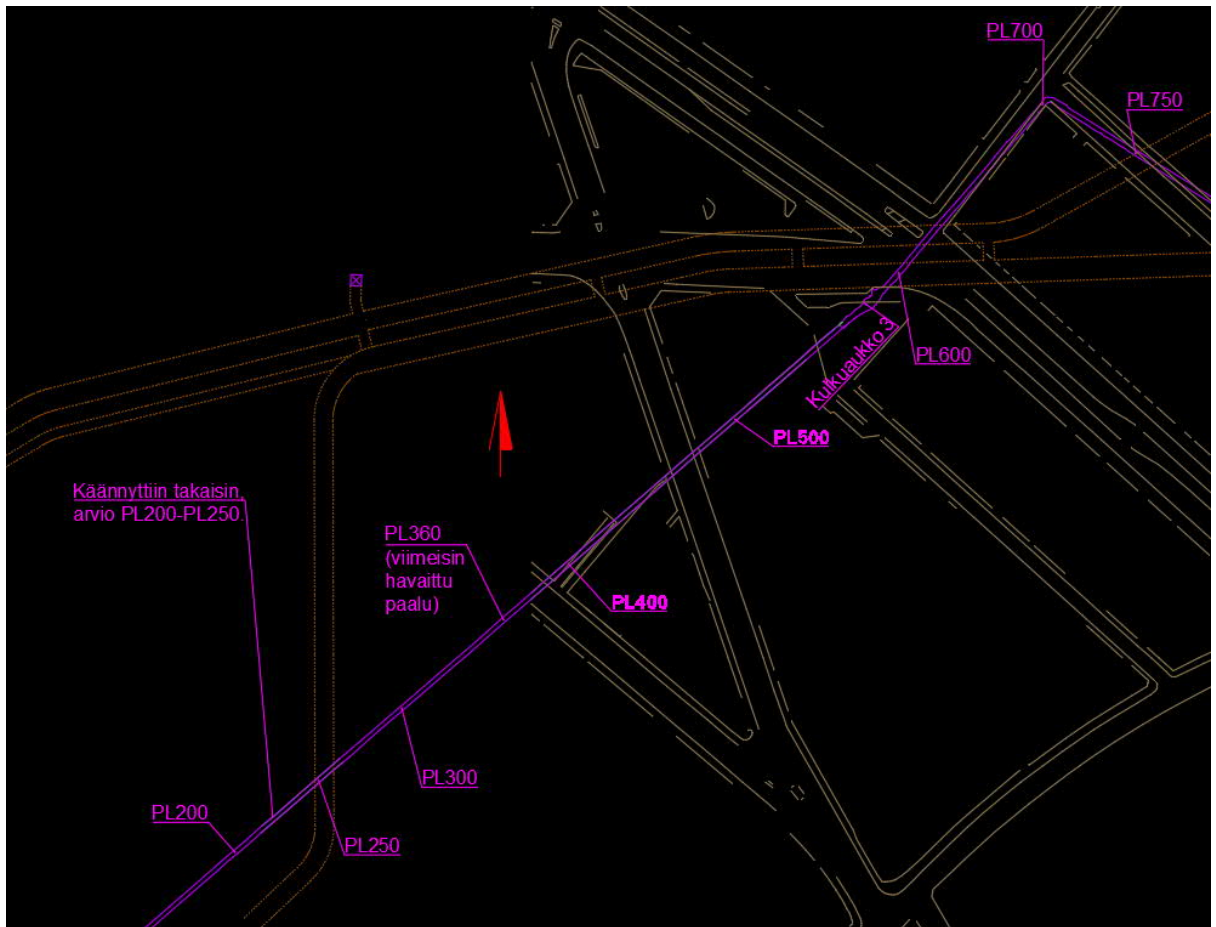 PL700
PL750
Kulkuaukko 3
PL600
PL500
Käännyttiin takaisin,
arvio PL200-PL250.
PL360
(viimeisin
havaittu
paalu)
PL400
PL300
PL200
PL250